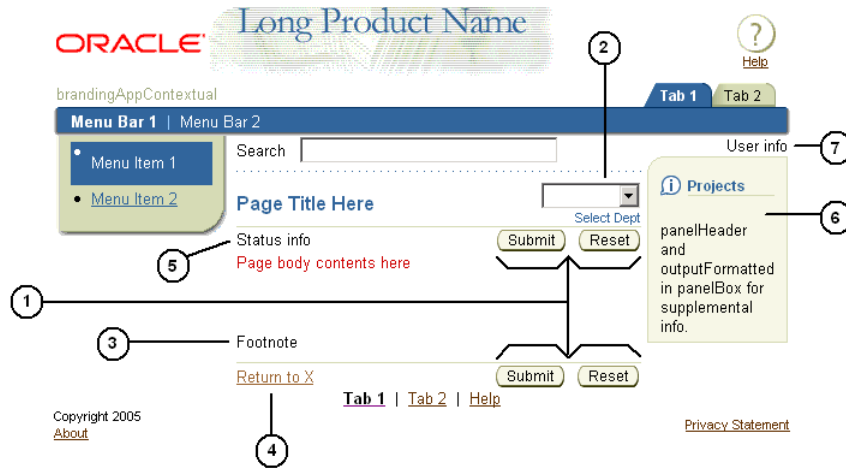 ORACLE
Long Product Name
2
?
Help
brandingAppContextual
Tab 1
Tab 2
Menu Bar 1 | Menu Bar 2
Menu Item 1
Menu Item 2
Search
User info
7
Page Title Here
Select Dept
i Projects
6
panelHeader
and
outputFormatted
in panelBox for
supplemental
info.
Status info
Submit
Reset
5
Page body contents here
1
3
Footnote
Return to X
Submit
Reset
Tab 1 | Tab 2 | Help
4
Copyright 2005
About
Privacy Statement